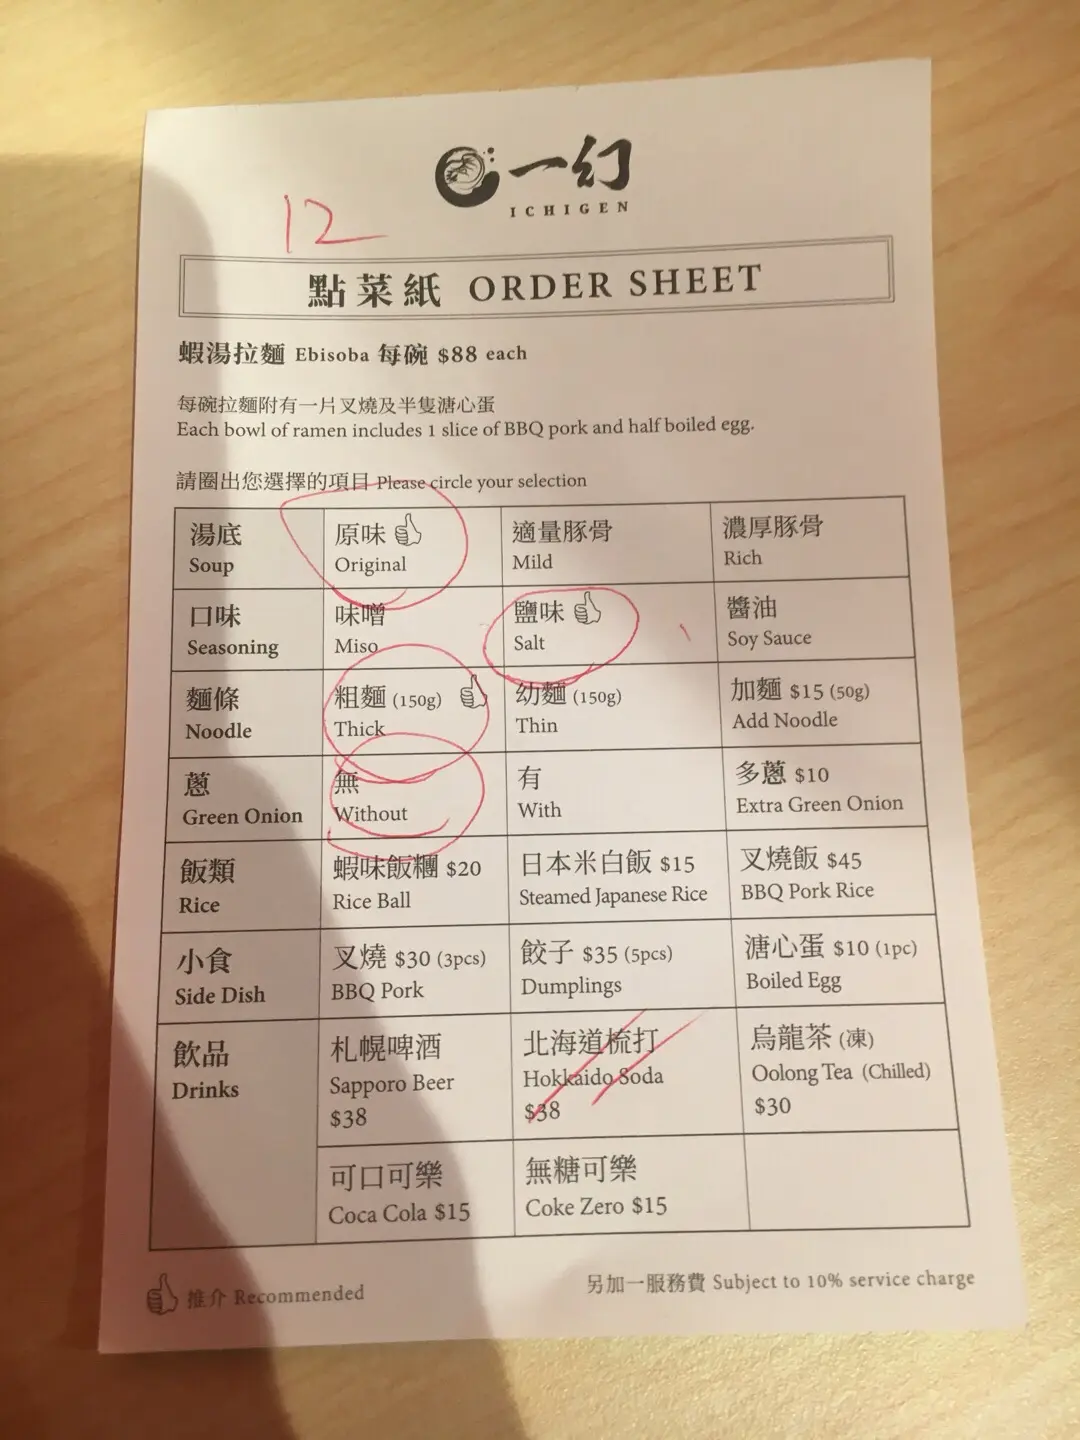 一幻
ICHIGEN
12
點菜紙 ORDER SHEET
蝦湯拉麵 Ebisoba 每碗 $88 each
每碗拉麵附有一片叉燒及半隻溏心蛋
Each bowl of ramen includes 1 slice of BBQ pork and half boiled egg.
請圈出您選擇的項目 Please circle your selection
湯底 原味 適量豚骨 濃厚豚骨
Soup Original Mild Rich
口味 味噌 鹽味 醬油
Seasoning Miso Salt Soy Sauce
麵條 粗麵 (150g) 幼麵 (150g) 加麵 $15 (50g)
Noodle Thick Thin Add Noodle
蔥 無 有 多蔥 $10
Green Onion Without With Extra Green Onion
飯類 蝦味飯糰 $20 日本米白飯 $15 叉燒飯 $45
Rice Rice Ball Steamed Japanese Rice BBQ Pork Rice
小食 叉燒 $30 (3pcs) 餃子 $35 (5pcs) 溏心蛋 $10 (1pc)
Side Dish BBQ Pork Dumplings Boiled Egg
飲品 札幌啤酒 北海道梳打 烏龍茶 (凍)
Drinks Sapporo Beer Hokkaido Soda Oolong Tea (Chilled)
$38 $38 $30
可口可樂 無糖可樂
Coca Cola $15 Coke Zero $15
推介 Recommended 另加一服務費 Subject to 10% service charge